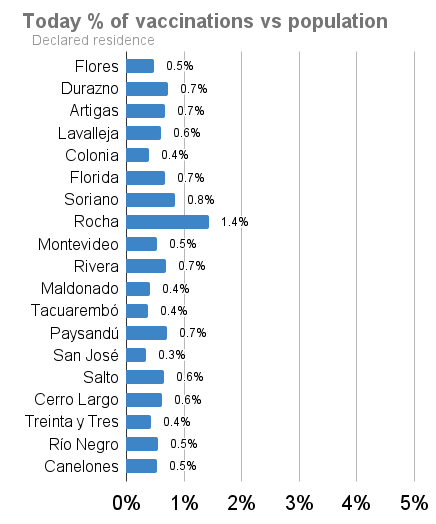 Today % of vaccinations vs population
Declared residence
Flores 0.5%
Durazno 0.7%
Artigas 0.7%
Lavalleja 0.6%
Colonia 0.4%
Florida 0.7%
Soriano 0.8%
Rocha 1.4%
Montevideo 0.5%
Rivera 0.7%
Maldonado 0.4%
Tacuarembó 0.4%
Paysandú 0.7%
San José 0.3%
Salto 0.6%
Cerro Largo 0.6%
Treinta y Tres 0.4%
Río Negro 0.5%
Canelones 0.5%
0% 1% 2% 3% 4% 5%